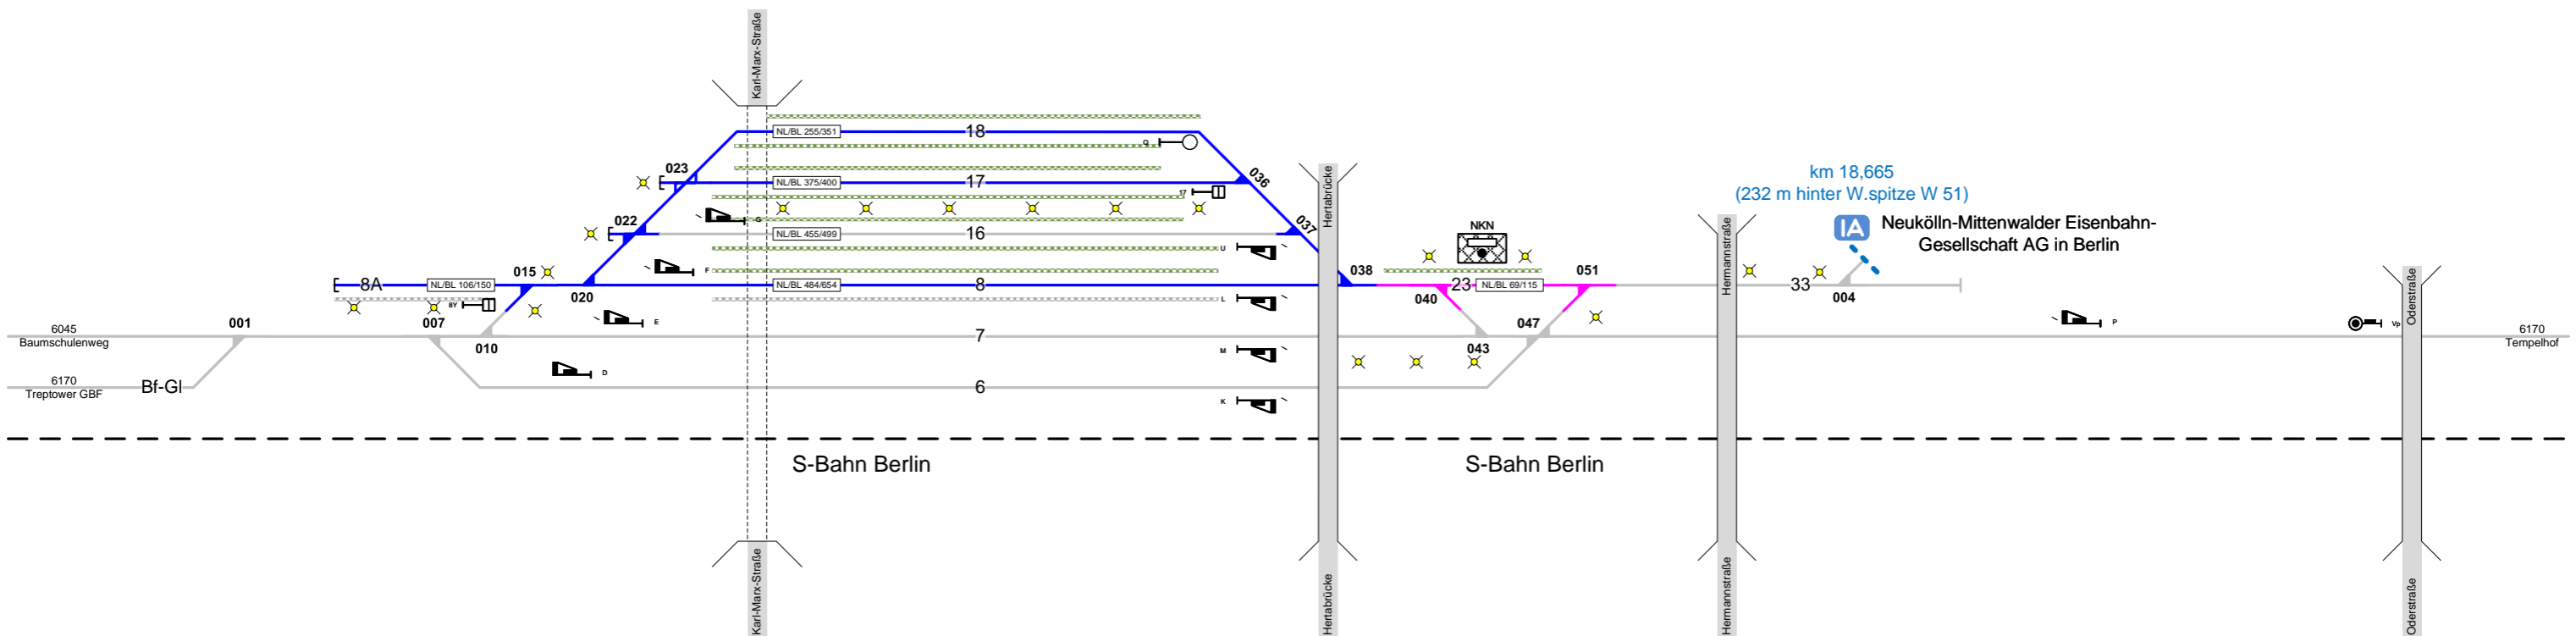 Karl-Marx-Straße
NL/BL 255/351
18
Q
023
NL/BL 375/400
17
17
036
Hertabrücke
km 18,665
(232 m hinter W.spitze W 51)
022
G
NL/BL 455/499
16
037
U
NKN
Hermannstraße
IA
Neukölln-Mittenwalder Eisenbahn-
Gesellschaft AG in Berlin
8A
NL/BL 106/150
015
F
020
NL/BL 484/654
8
038
23
NL/BL 69/115
051
33
004
8Y
L
040
6045
Baumschulenweg
001
007
010
E
7
M
047
043
P
Vp
Oderstraße
6170
Tempelhof
6170
Treptower GBF
Bf-Gl
D
6
K
S-Bahn Berlin
S-Bahn Berlin
Karl-Marx-Straße
Hertabrücke
Hermannstraße
Oderstraße